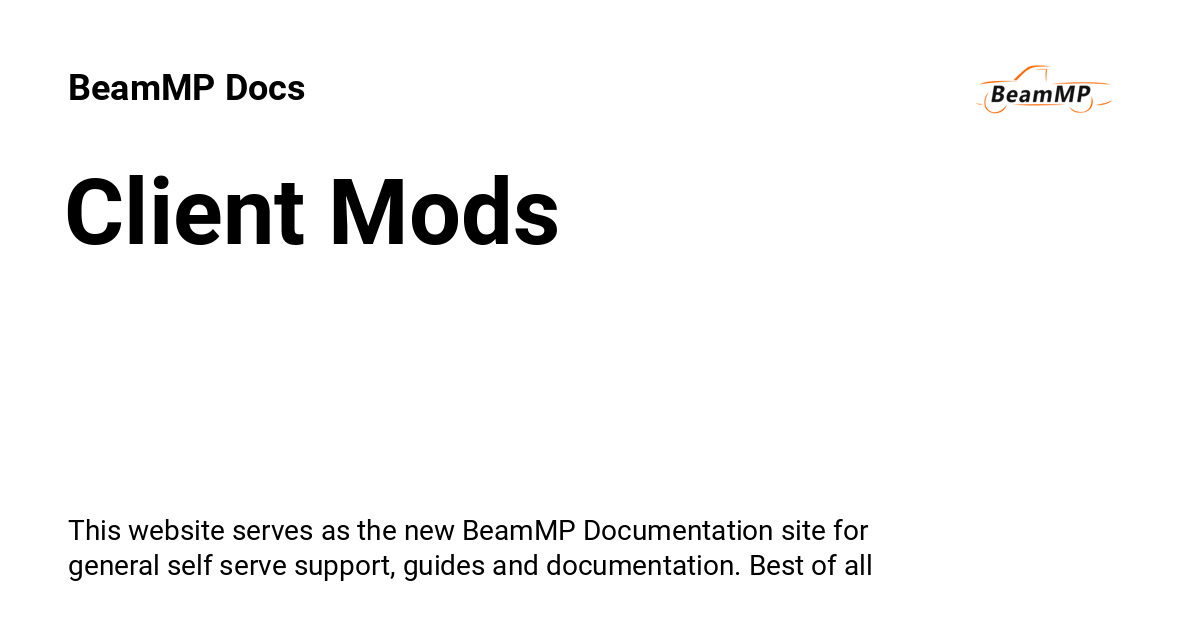 BeamMP Docs
BeamMP
Client Mods
This website serves as the new BeamMP Documentation site for
general self serve support, guides and documentation. Best of all